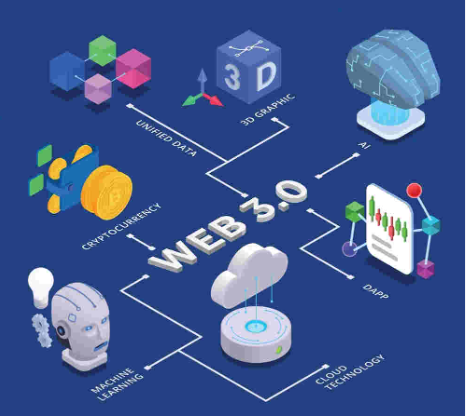 3D
3D GRAPHIC
UNIFIED DATA
AI
CRYPTOCURRENCY
WEB 3.0
DAPP
MACHINE
LEARNING
CLOUD
TECHNOLOGY